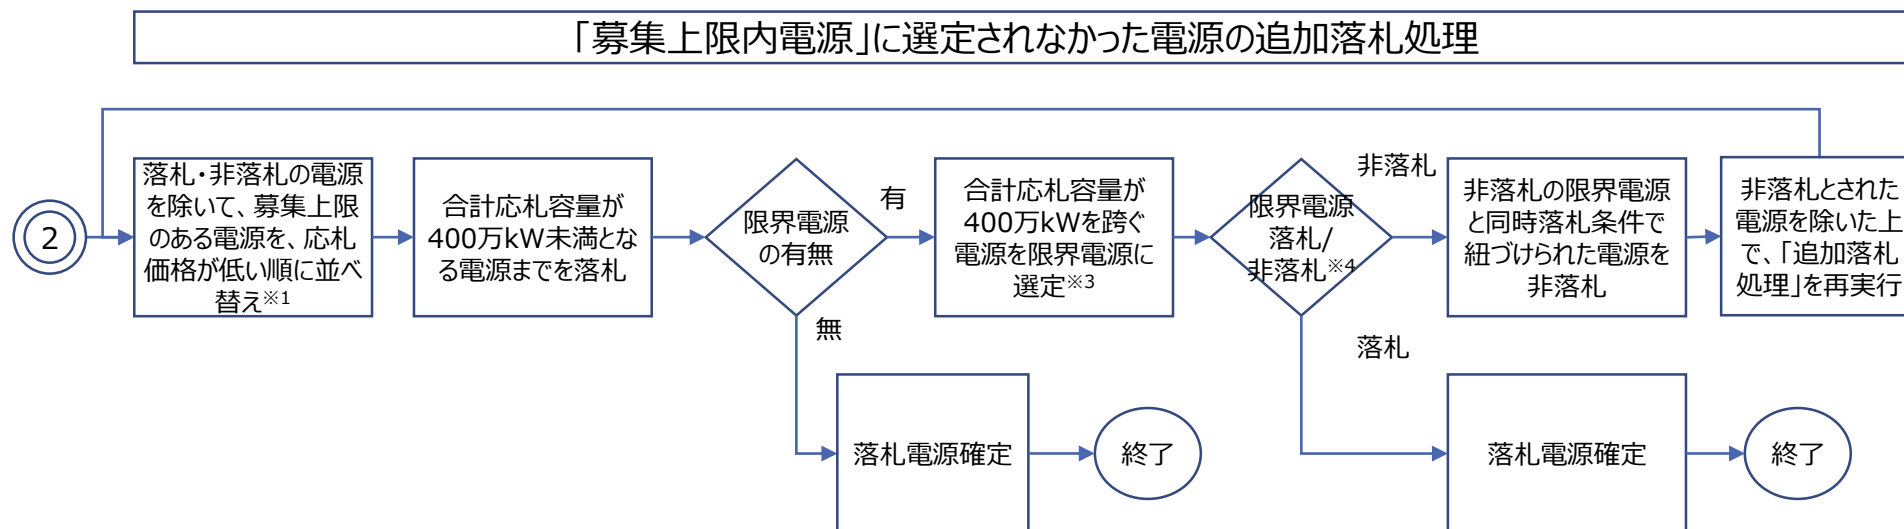 「募集上限内電源」に選定されなかった電源の追加落札処理
2
落札・非落札の電源
を除いて、募集上限
のある電源を、応札
価格が低い順に並べ
替え※1
合計応札容量が
400万kW未満とな
る電源までを落札
限界電源
の有無
有
無
合計応札容量が
400万kWを跨ぐ
電源を限界電源に
選定※3
限界電源
落札/
非落札※4
非落札
落札
非落札の限界電源
と同時落札条件で
紐づけられた電源を
非落札
非落札とされた
電源を除いた上
で、「追加落札
処理」を再実行
落札電源確定
終了
落札電源確定
終了